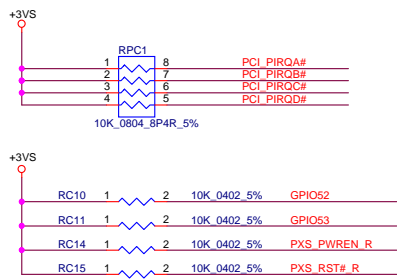 +3VS
RPC1
1 8 PCI_PIRQA#
2 7 PCI_PIRQB#
3 6 PCI_PIRQC#
4 5 PCI_PIRQD#
10K_0804_8P4R_5%
+3VS
RC10 1 2 10K_0402_5% GPIO52
RC11 1 2 10K_0402_5% GPIO53
RC14 1 2 10K_0402_5% PXS_PWREN_R
RC15 1 2 10K_0402_5% PXS_RST#_R